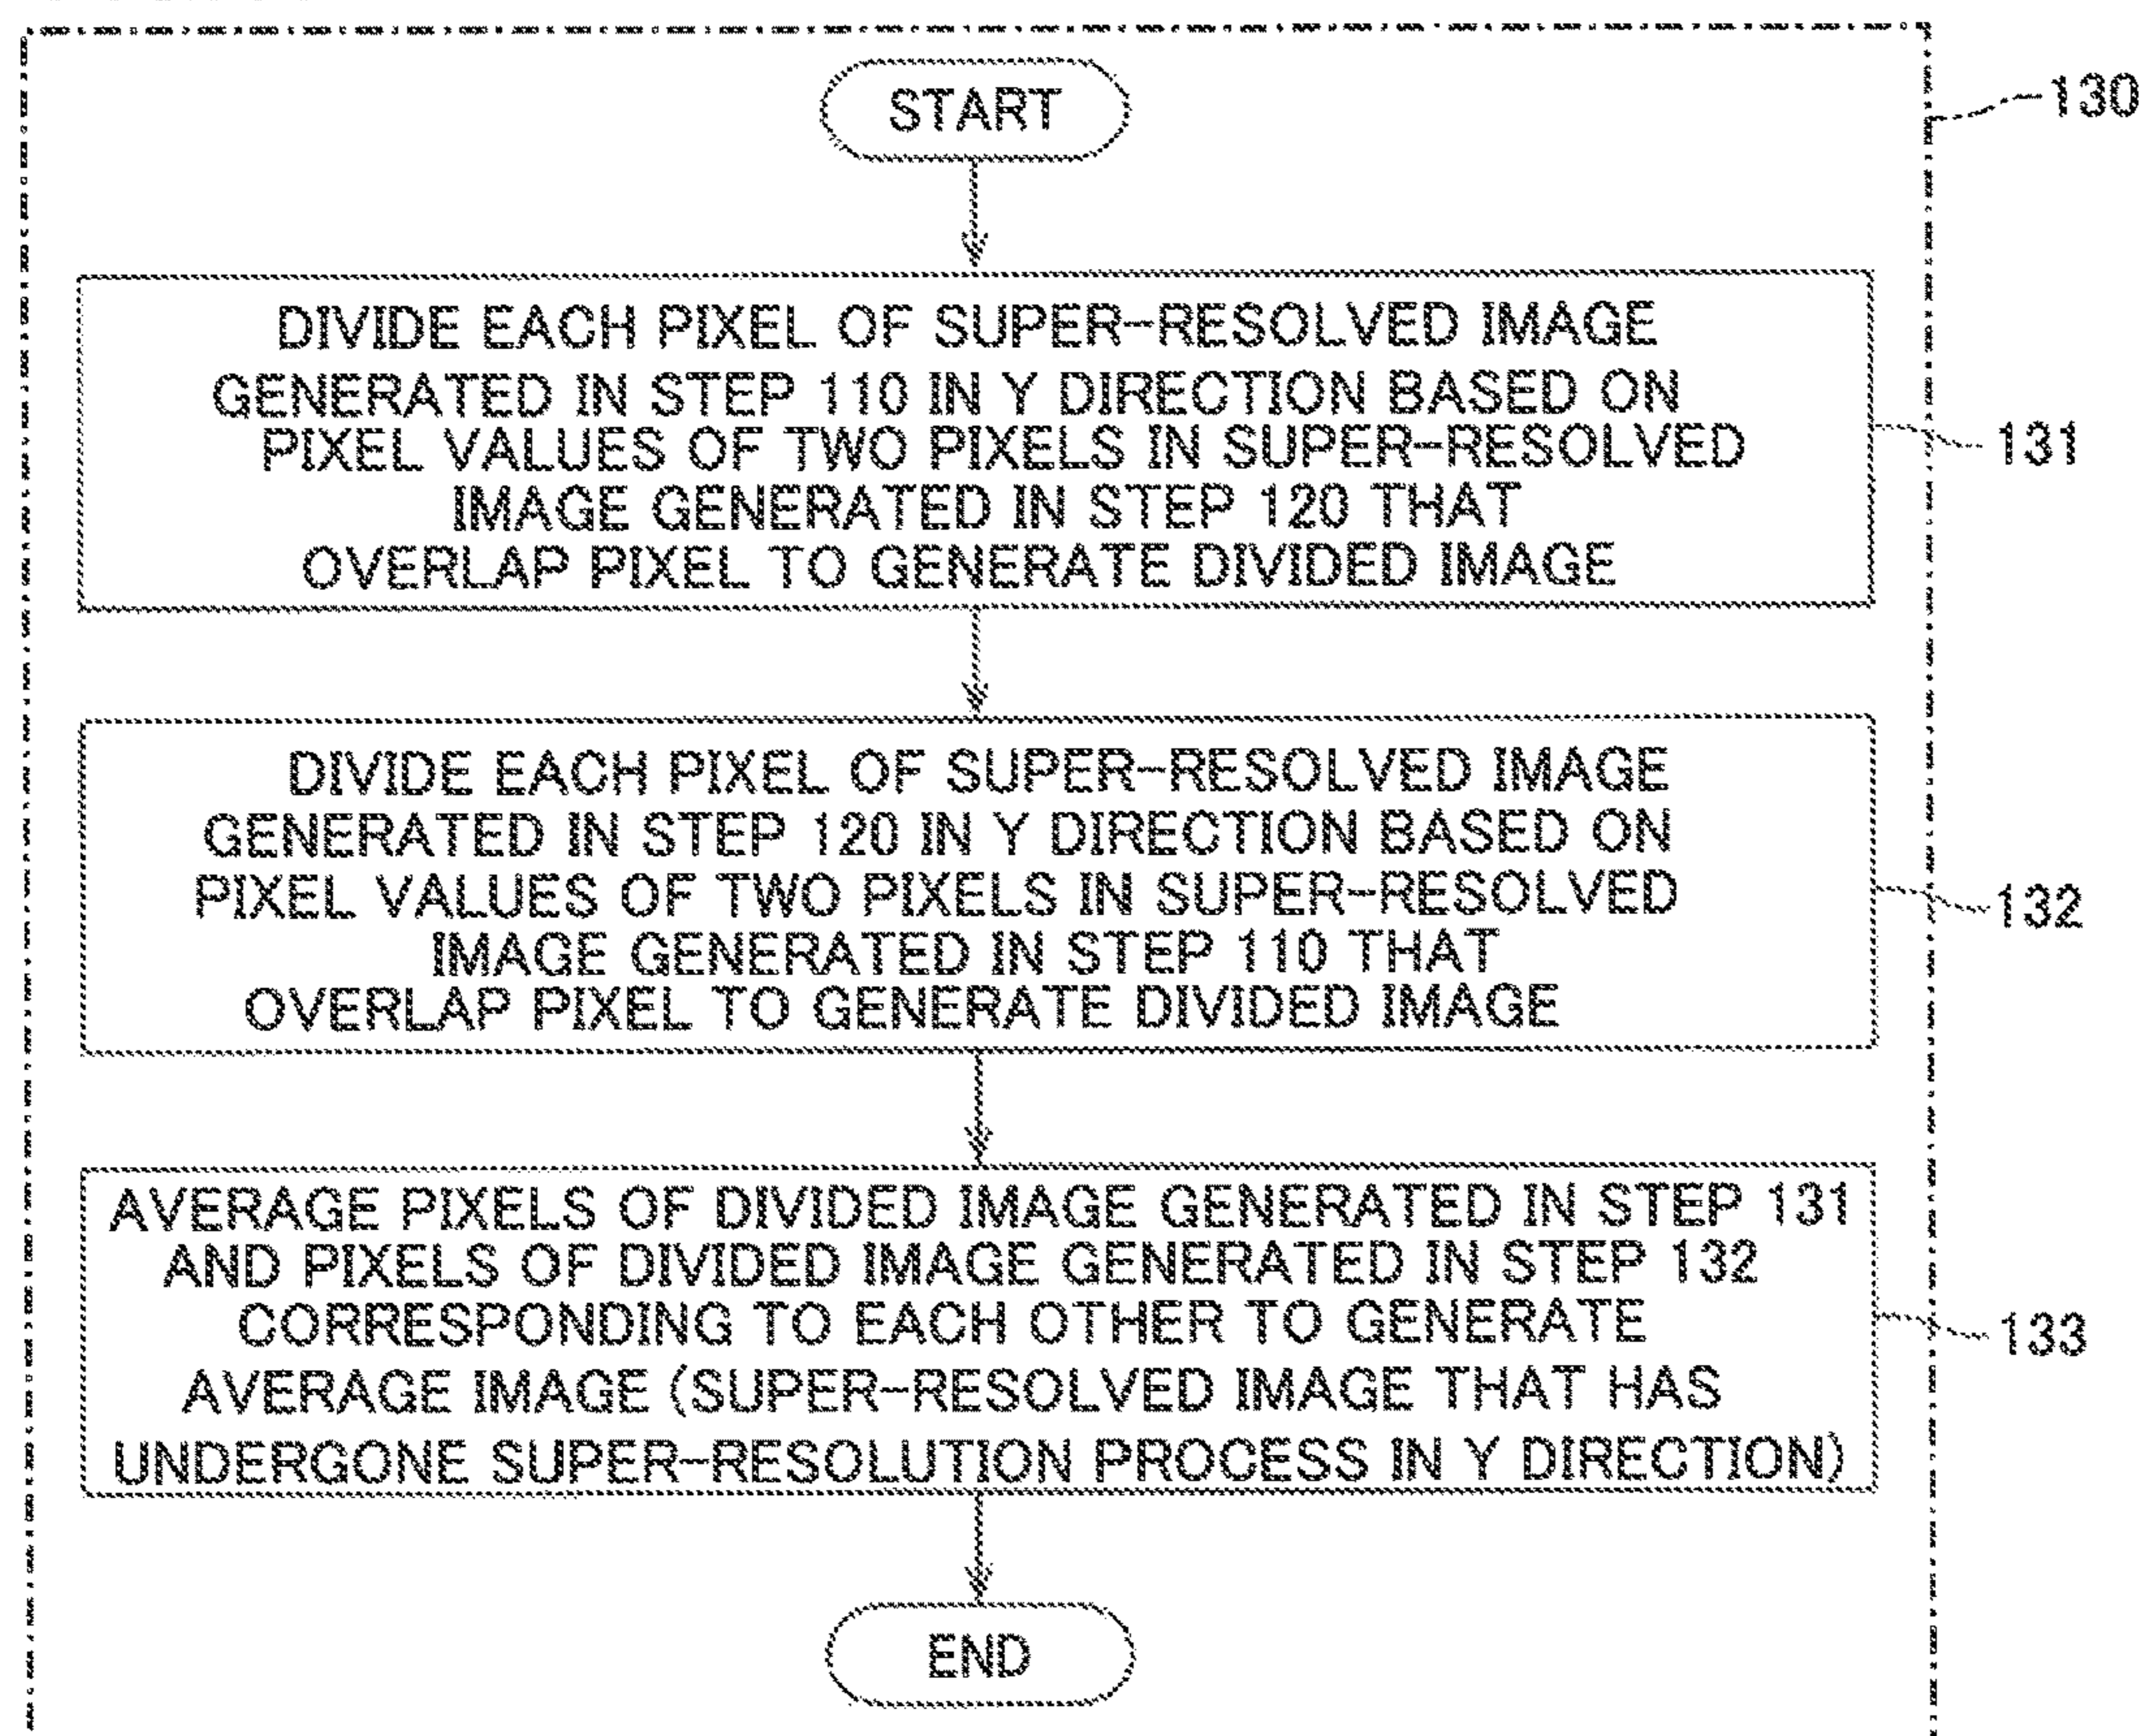 START
130
DIVIDE EACH PIXEL OF SUPER-RESOLVED IMAGE
GENERATED IN STEP 110 IN Y DIRECTION BASED ON
PIXEL VALUES OF TWO PIXELS IN SUPER-RESOLVED
IMAGE GENERATED IN STEP 120 THAT
OVERLAP PIXEL TO GENERATE DIVIDED IMAGE
131
DIVIDE EACH PIXEL OF SUPER-RESOLVED IMAGE
GENERATED IN STEP 120 IN Y DIRECTION BASED ON
PIXEL VALUES OF TWO PIXELS IN SUPER-RESOLVED
IMAGE GENERATED IN STEP 110 THAT
OVERLAP PIXEL TO GENERATE DIVIDED IMAGE
132
AVERAGE PIXELS OF DIVIDED IMAGE GENERATED IN STEP 131
AND PIXELS OF DIVIDED IMAGE GENERATED IN STEP 132
CORRESPONDING TO EACH OTHER TO GENERATE
AVERAGE IMAGE (SUPER-RESOLVED IMAGE THAT HAS
UNDERGONE SUPER-RESOLUTION PROCESS IN Y DIRECTION)
133
END